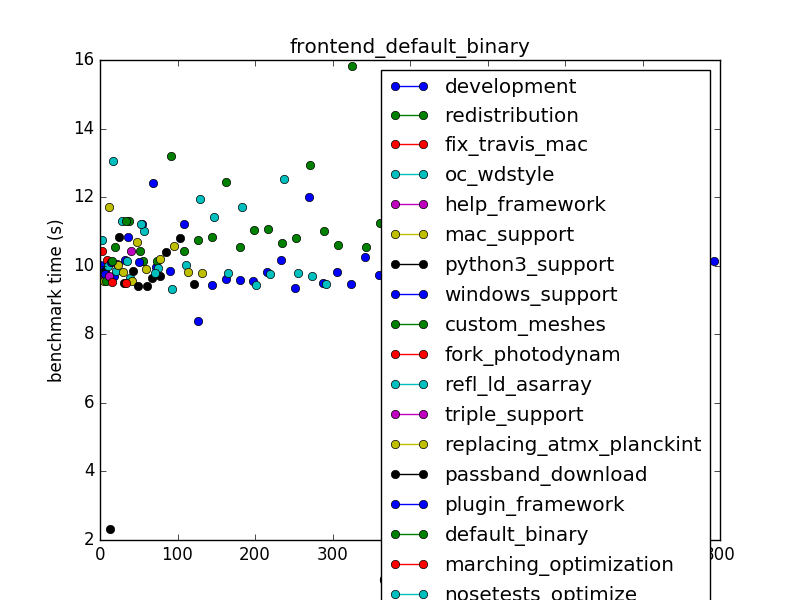 frontend_default_binary
16
14
12
10
8
6
4
2
benchmark time (s)
0
100
200
300
800
development
redistribution
fix_travis_mac
oc_wdstyle
help_framework
mac_support
python3_support
windows_support
custom_meshes
fork_photodynam
refl_ld_asarray
triple_support
replacing_atmx_planckint
passband_download
plugin_framework
default_binary
marching_optimization
nosetests_optimize